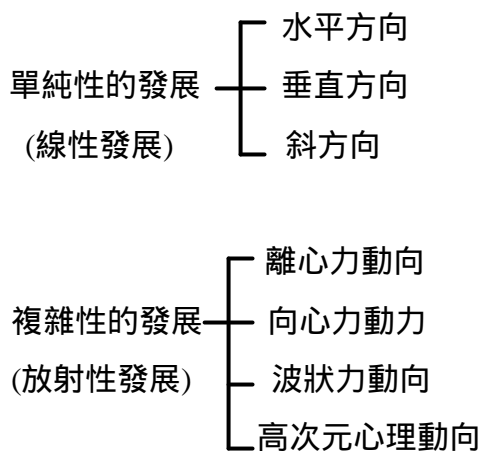 水平方向
單純性的發展
垂直方向
(線性發展)
斜方向
離心力動向
複雜性的發展
向心力動力
(放射性發展)
波狀力動向
高次元心理動向